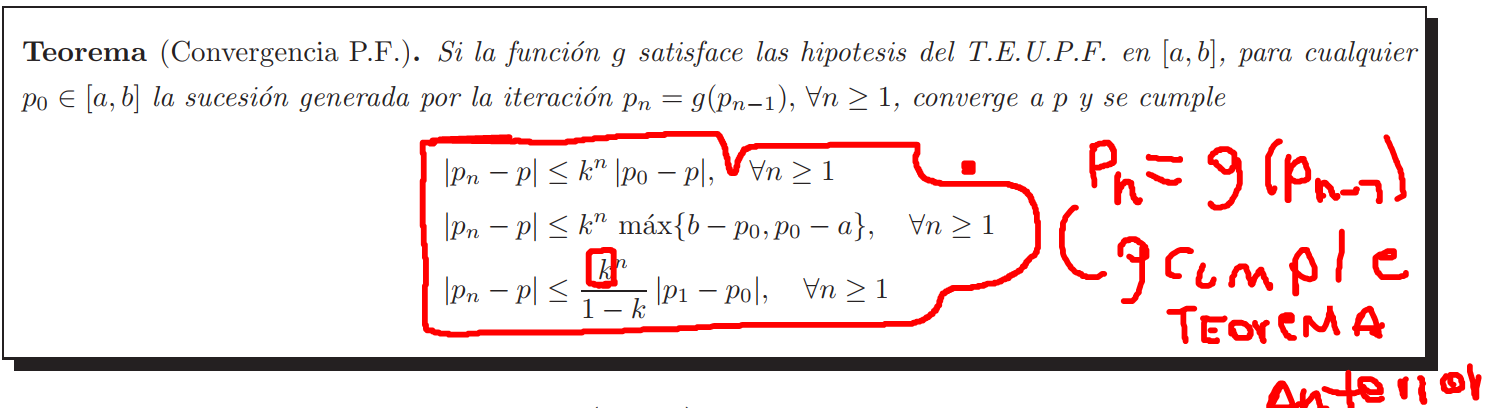 Teorema (Convergencia P.F.). Si la función g satisface las hipotesis del T.E.U.P.F. en [a, b], para cualquier
p₀ ∈ [a, b] la sucesión generada por la iteración pₙ = g(pₙ₋₁), ∀n ≥ 1, converge a p y se cumple
|pₙ − p| ≤ kⁿ |p₀ − p|, ∀n ≥ 1
|pₙ − p| ≤ kⁿ máx{b − p₀, p₀ − a}, ∀n ≥ 1
|pₙ − p| ≤ kⁿ/(1 − k) |p₁ − p₀|, ∀n ≥ 1
Pₙ = g(pₙ₋₁)
g cumple
TEOREMA
Anterior